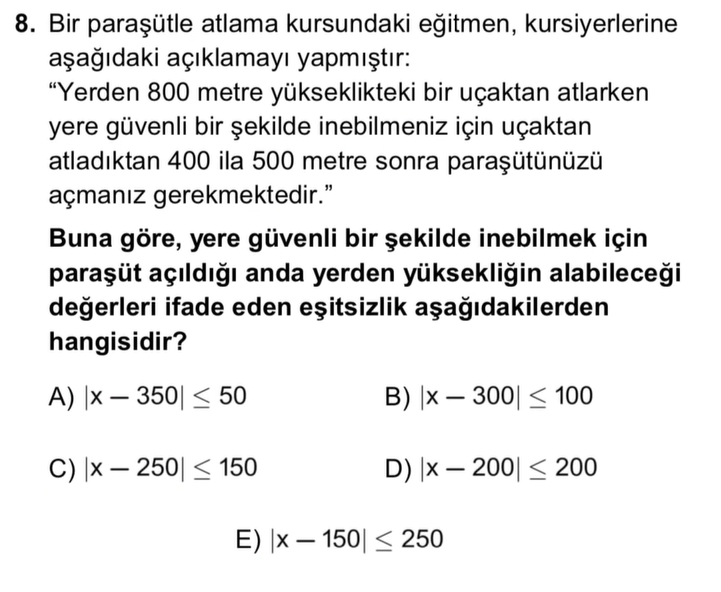 8. Bir paraşütle atlama kursundaki eğitmen, kursiyerlerine
aşağıdaki açıklamayı yapmıştır:
“Yerden 800 metre yükseklikteki bir uçaktan atlarken
yere güvenli bir şekilde inebilmeniz için uçaktan
atladıktan 400 ila 500 metre sonra paraşütünüzü
açmanız gerekmektedir.”
Buna göre, yere güvenli bir şekilde inebilmek için
paraşüt açıldığı anda yerden yüksekliğin alabileceği
değerleri ifade eden eşitsizlik aşağıdakilerden
hangisidir?
A) |x – 350| ≤ 50 B) |x – 300| ≤ 100
C) |x – 250| ≤ 150 D) |x – 200| ≤ 200
E) |x – 150| ≤ 250